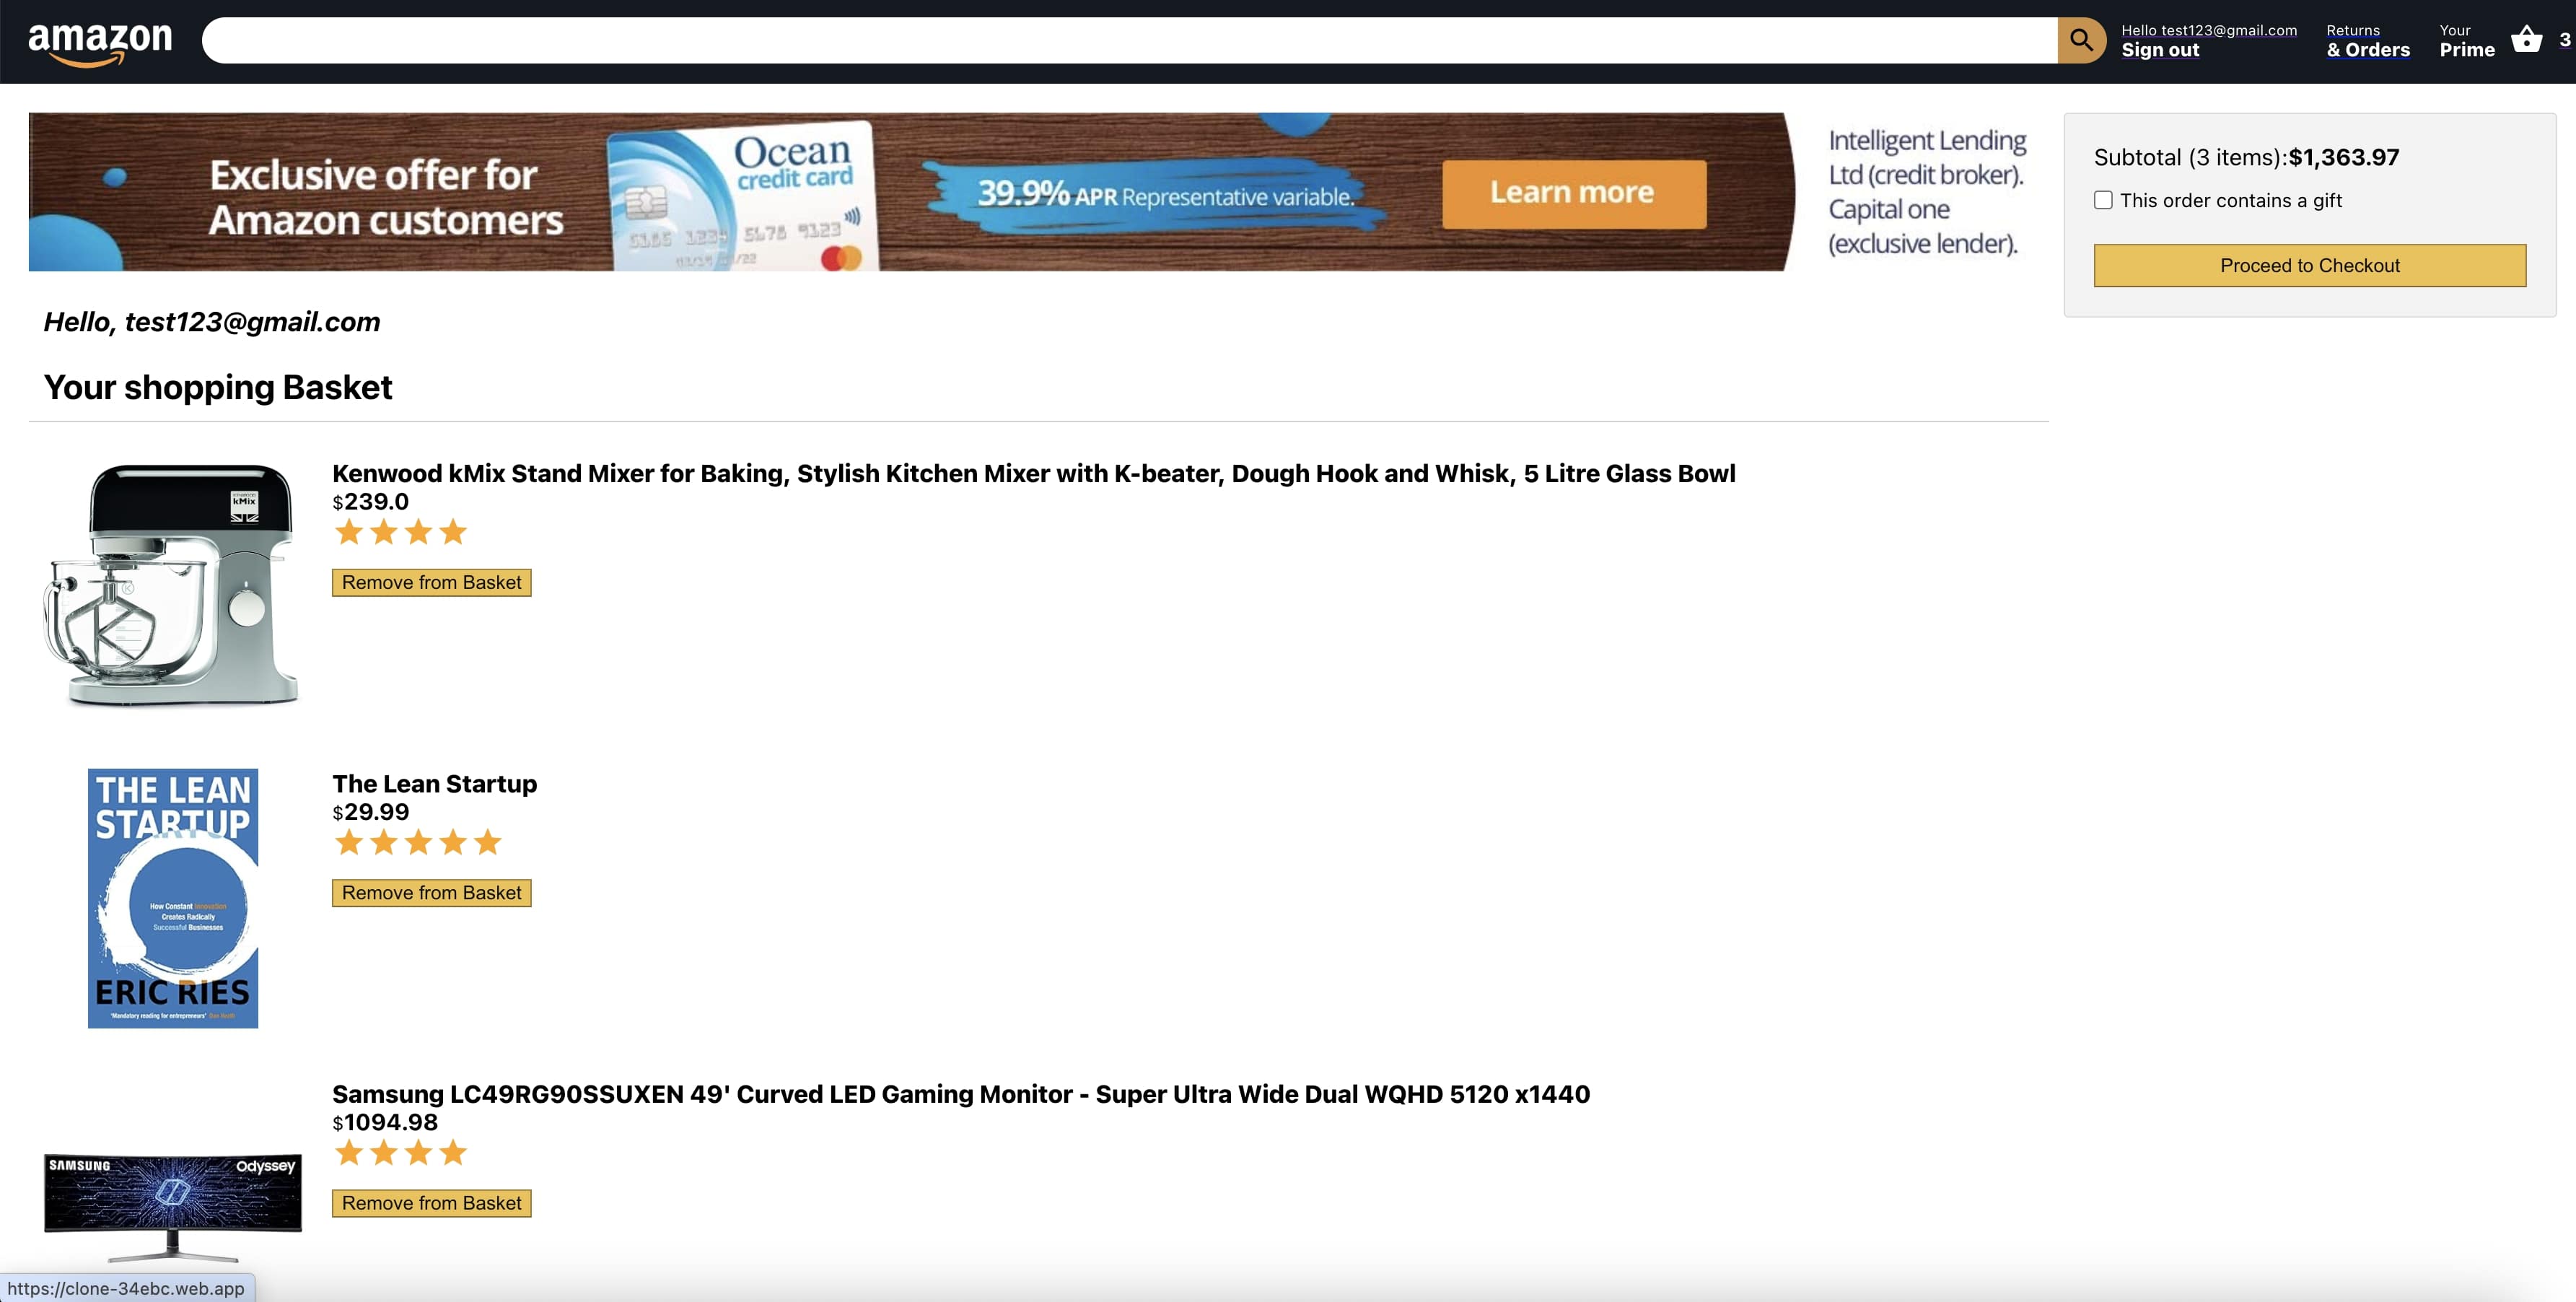 amazon
Hello test123@gmail.com
Sign out
Returns
& Orders
Your
Prime
3
Exclusive offer for
Amazon customers
Ocean
credit card
39.9% APR Representative variable.
Learn more
Intelligent Lending
Ltd (credit broker).
Capital one
(exclusive lender).
Subtotal (3 items):$1,363.97
This order contains a gift
Proceed to Checkout
Hello, test123@gmail.com
Your shopping Basket
Kenwood kMix Stand Mixer for Baking, Stylish Kitchen Mixer with K-beater, Dough Hook and Whisk, 5 Litre Glass Bowl
$239.0
Remove from Basket
kMix
K
THE LEAN
STARTUP
How Constant Innovation
Creates Radically
Successful Businesses
ERIC RIES
'Mandatory reading for entrepreneurs'
The Lean Startup
$29.99
Remove from Basket
Samsung LC49RG90SSUXEN 49' Curved LED Gaming Monitor - Super Ultra Wide Dual WQHD 5120 x1440
$1094.98
Remove from Basket
SAMSUNG
Odyssey
https://clone-34ebc.web.app